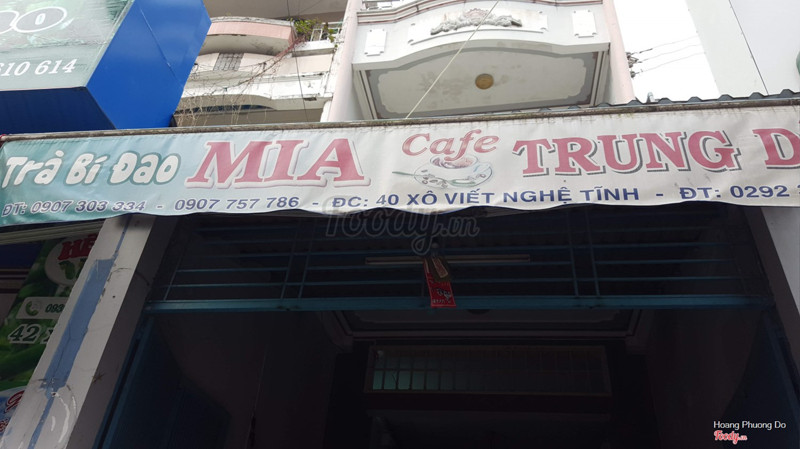 610 614
Trà Bí Đao MIA Cafe TRUNG
ĐT: 0907 303 334 - 0907 757 786 - ĐC: 40 XÔ VIẾT NGHỆ TĨNH - ĐT: 0292
Foody.vn
42
Hoang Phuong Do
Foody.vn